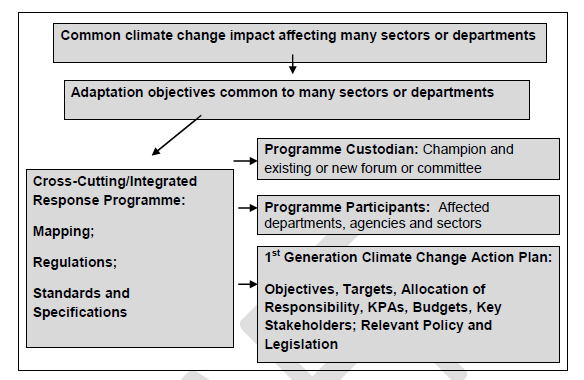 Common climate change impact affecting many sectors or departments
Adaptation objectives common to many sectors or departments
Cross-Cutting/Integrated
Response Programme:
Mapping;
Regulations;
Standards and
Specifications
Programme Custodian: Champion and
existing or new forum or committee
Programme Participants: Affected
departments, agencies and sectors
1st Generation Climate Change Action Plan:
Objectives, Targets, Allocation of
Responsibility, KPAs, Budgets, Key
Stakeholders; Relevant Policy and
Legislation